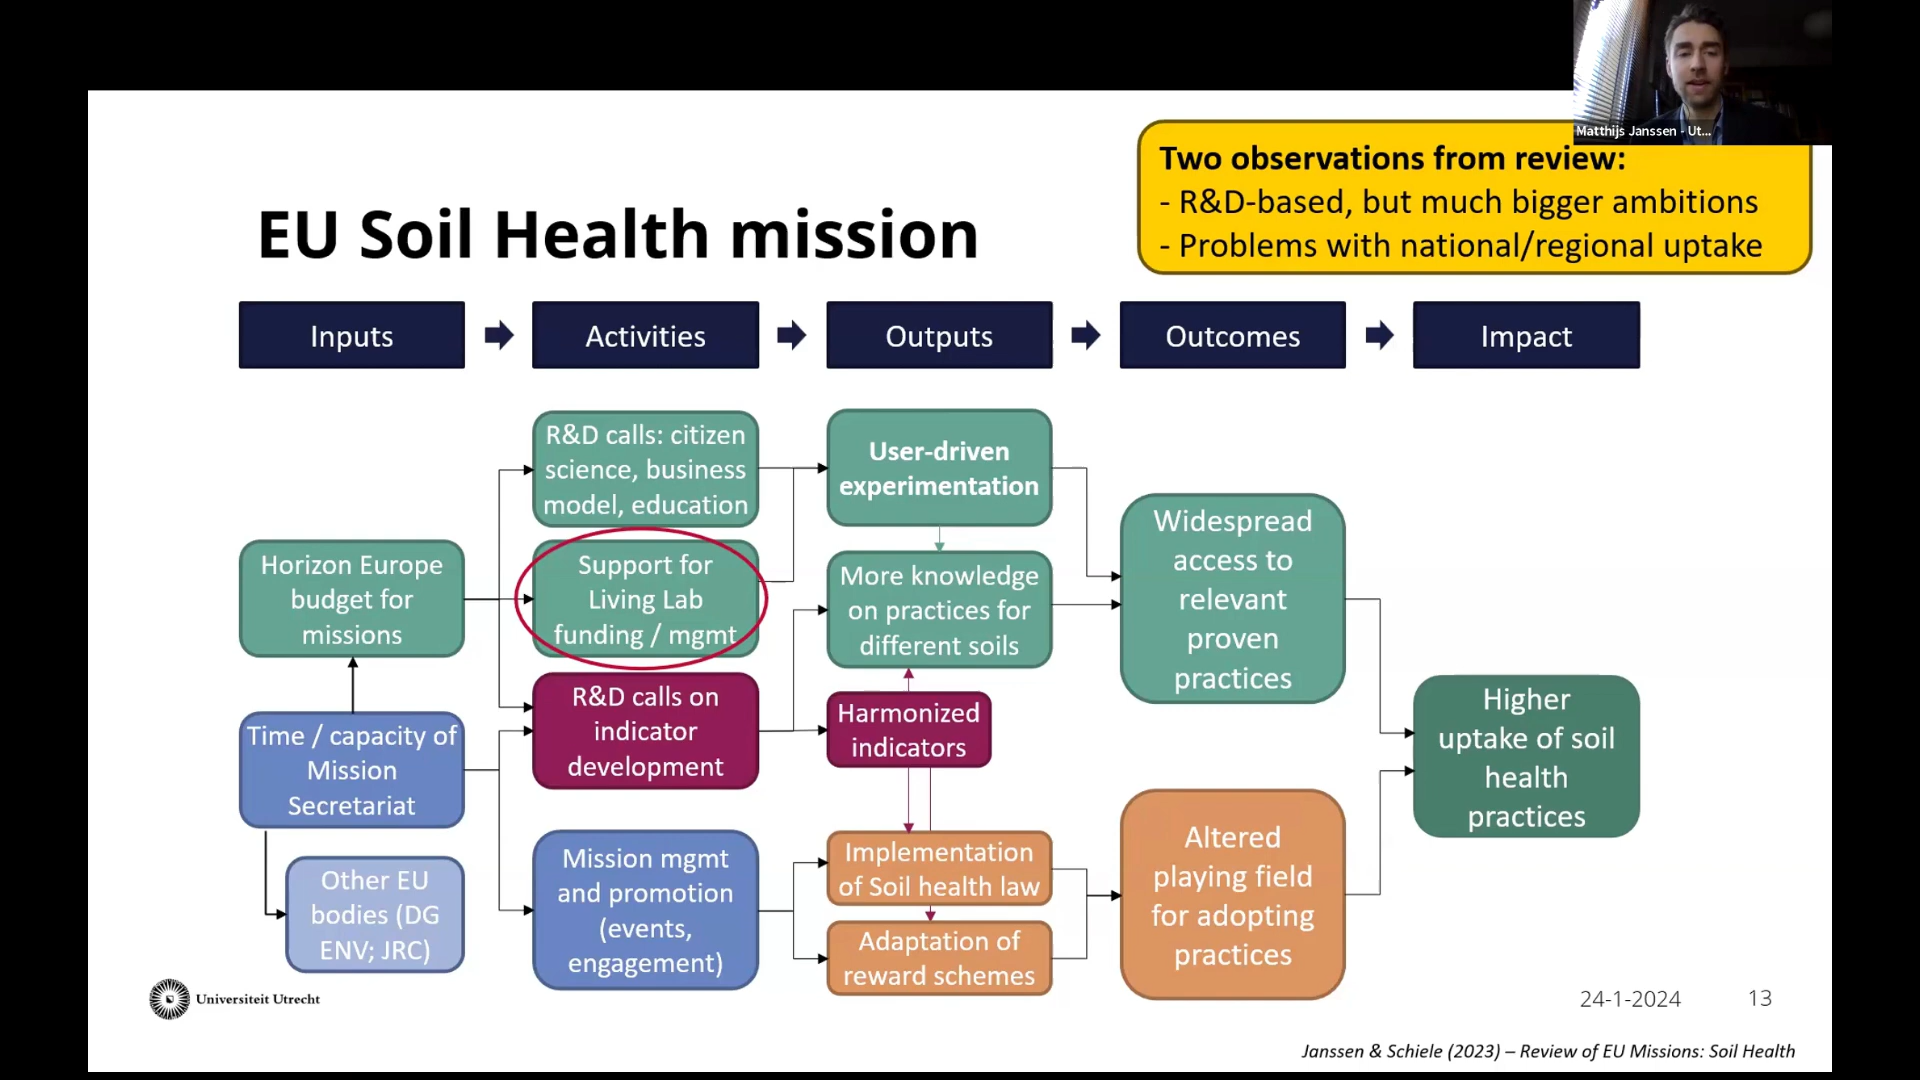 Matthijs Janssen - Ut...
Two observations from review:
- R&D-based, but much bigger ambitions
- Problems with national/regional uptake
EU Soil Health mission
Inputs
Activities
Outputs
Outcomes
Impact
R&D calls: citizen
science, business
model, education
User-driven
experimentation
Horizon Europe
budget for
missions
Support for
Living Lab
funding / mgmt
More knowledge
on practices for
different soils
Widespread
access to
relevant
proven
practices
Time / capacity of
Mission
Secretariat
R&D calls on
indicator
development
Harmonized
indicators
Higher
uptake of soil
health
practices
Other EU
bodies (DG
ENV; JRC)
Mission mgmt
and promotion
(events,
engagement)
Implementation
of Soil health law
Adaptation of
reward schemes
Altered
playing field
for adopting
practices
Universiteit Utrecht
24-1-2024
13
Janssen & Schiele (2023) – Review of EU Missions: Soil Health